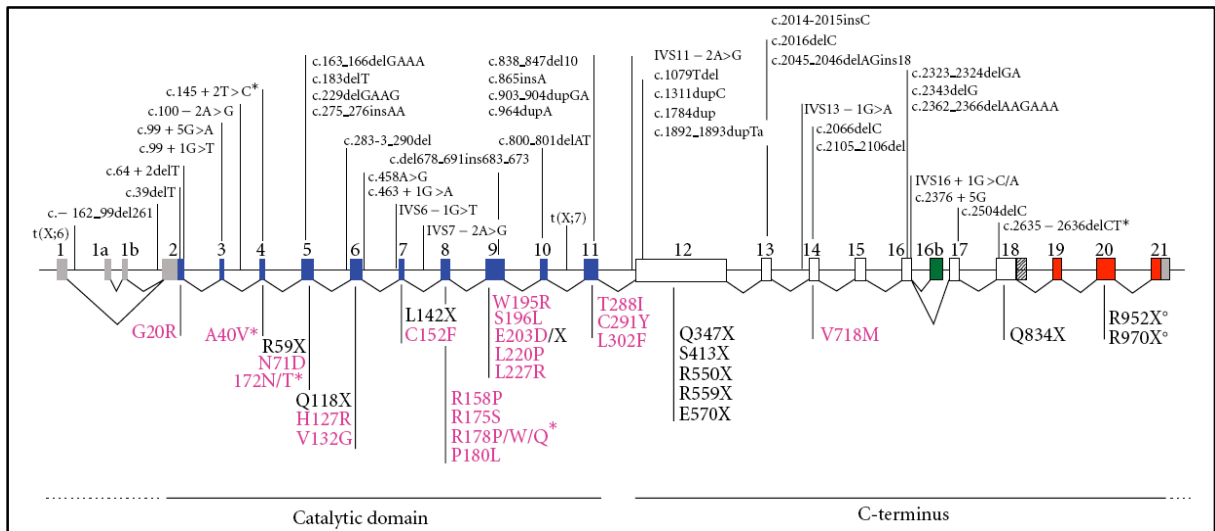 c.2014-2015insC
c.2016delC
c.2045_2046delAGins18
c.163_166delGAAA
c.183delT
c.229delGAAG
c.275_276insAA
c.838_847del10
c.865insA
c.903_904dupGA
c.964dupA
IVS11 − 2A>G
c.1079Tdel
c.1311dupC
c.1784dup
c.1892_1893dupTa
c.2323_2324delGA
c.2343delG
c.2362_2366delAAGAAA
c.145 + 2T > C*
c.100 − 2A > G
c.99 + 5G>A
c.99 + 1G>T
c.64 + 2delT
c.39delT
c.− 162_99del261
t(X;6)
c.283-3_290del
c.del678_691ins683_673
c.800_801delAT
c.458A>G
c.463 + 1G > A
IVS6 − 1G>T
IVS7 − 2A>G
t(X;7)
IVS13 − 1G>A
c.2066delC
c.2105_2106del
IVS16 + 1G >C/A
c.2376 + 5G
c.2504delC
c.2635 − 2636delCT*
1 1a 1b 2 3 4 5 6 7 8 9 10 11 12 13 14 15 16 16b 17 18 19 20 21
G20R
A40V*
R59X
N71D
172N/T*
Q118X
H127R
V132G
L142X
C152F
R158P
R175S
R178P/W/Q*
P180L
W195R
S196L
E203D/X
L220P
L227R
T288I
C291Y
L302F
Q347X
S413X
R550X
R559X
E570X
V718M
Q834X
R952X°
R970X°
Catalytic domain
C-terminus